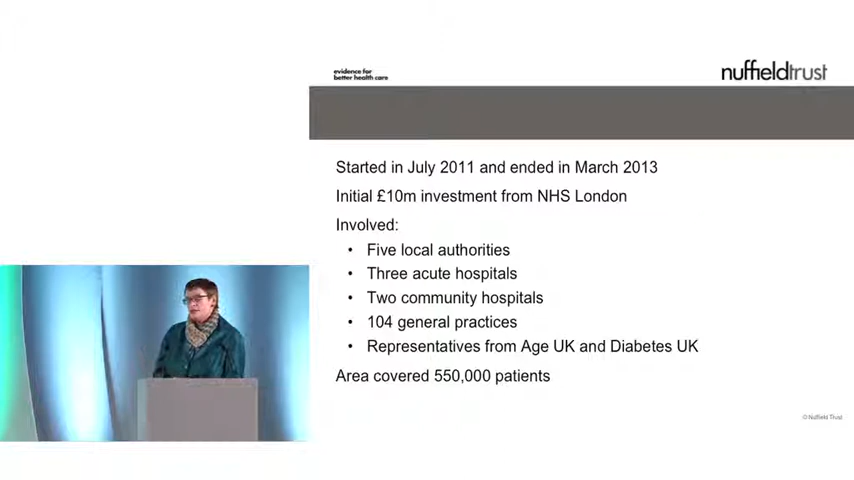 evidence for
better health care
nuffieldtrust
Started in July 2011 and ended in March 2013
Initial £10m investment from NHS London
Involved:
• Five local authorities
• Three acute hospitals
• Two community hospitals
• 104 general practices
• Representatives from Age UK and Diabetes UK
Area covered 550,000 patients
© Nuffield Trust